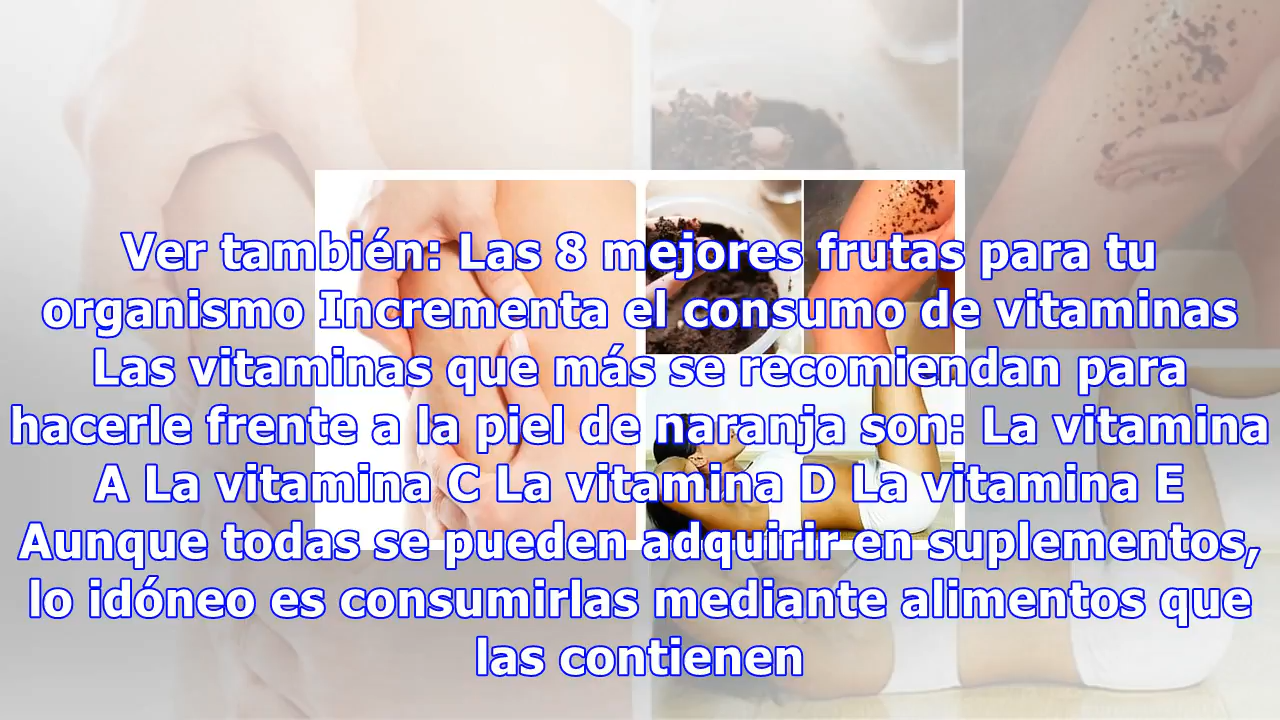 Ver también: Las 8 mejores frutas para tu
organismo Incrementa el consumo de vitaminas
Las vitaminas que más se recomiendan para
hacerle frente a la piel de naranja son: La vitamina
A La vitamina C La vitamina D La vitamina E
Aunque todas se pueden adquirir en suplementos,
lo idóneo es consumirlas mediante alimentos que
las contienen